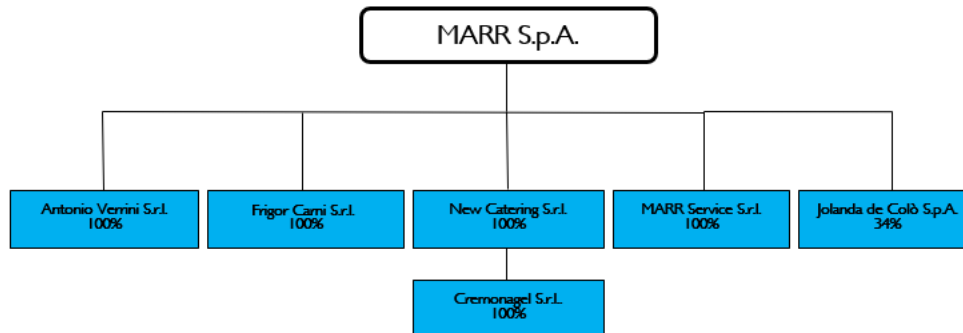 MARR S.p.A.
Antonio Verrini S.r.l.
100%
Frigor Carni S.r.l.
100%
New Catering S.r.l.
100%
MARR Service S.r.l.
100%
Jolanda de Colò S.p.A.
34%
Cremonagel S.r.l.
100%